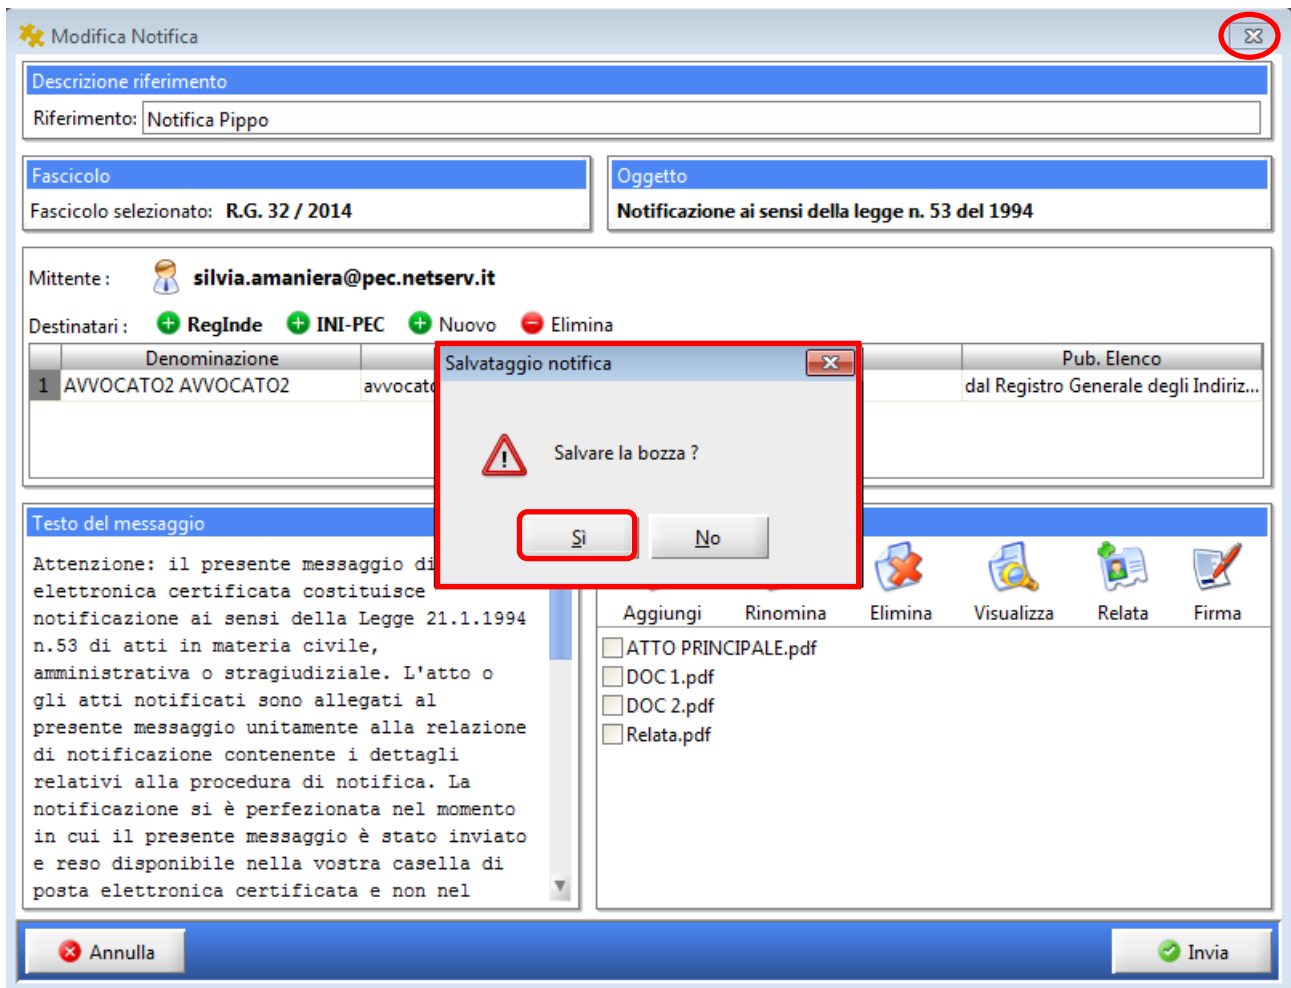 Modifica Notifica
Descrizione riferimento
Riferimento: Notifica Pippo
Fascicolo
Fascicolo selezionato: R.G. 32 / 2014
Oggetto
Notificazione ai sensi della legge n. 53 del 1994
Mittente : silvia.amaniera@pec.netserv.it
Destinatari : RegInde INI-PEC Nuovo Elimina
Denominazione Pub. Elenco
1 AVVOCATO2 AVVOCATO2 dal Registro Generale degli Indiriz...
Salvataggio notifica
Salvare la bozza ?
Sì No
Testo del messaggio
Attenzione: il presente messaggio di
elettronica certificata costituisce
notificazione ai sensi della Legge 21.1.1994
n.53 di atti in materia civile,
amministrativa o stragiudiziale. L'atto o
gli atti notificati sono allegati al
presente messaggio unitamente alla relazione
di notificazione contenente i dettagli
relativi alla procedura di notifica. La
notificazione si è perfezionata nel momento
in cui il presente messaggio è stato inviato
e reso disponibile nella vostra casella di
posta elettronica certificata e non nel
Aggiungi Rinomina Elimina Visualizza Relata Firma
ATTO PRINCIPALE.pdf
DOC 1.pdf
DOC 2.pdf
Relata.pdf
Annulla Invia